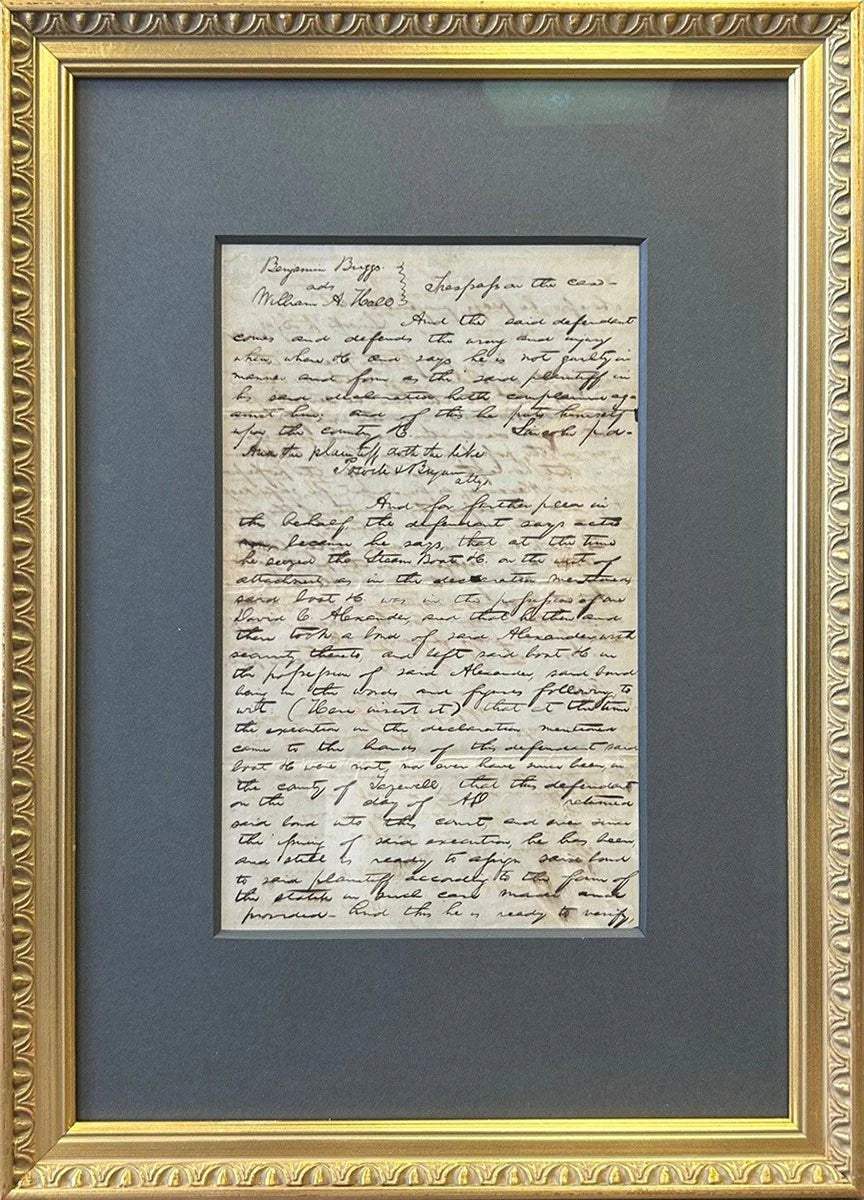 Benjamin Briggs
ads
William A. Hall } Trespass on the case—
And the said defendant
comes and defends the wrong and injury
when, where &c and says he is not guilty in
manner and form as the said plaintiff in
his said declaration hath complained ag-
ainst him; and of this he puts himself
upon the county &c. Lincoln p.d.
And the plaintiff doth the like
Powell & Bryan
attys
And for further plea in
this behalf, the defendant says actio
non, because he says, that at the time
he seized the Steam Boat &c. on the writ of
attachment, as in the declaration mentioned
said boat &c was in the possession of one
David C Alexander, and that he then and
there took a bond of said Alexander, with
security thereto, and left said boat &c in
the possession of said Alexander, said bond
being in the words and figures following, to
wit: (Here insert it) that at the time
the execution in the declaration mentioned
came to the hands of this defendant said
boat &c were not, nor ever have since been in
the county of Tazewell, that this defendant
on the day of AD returned
said bond into this court, and ever since
the issuing of said execution, he has been,
and still is ready to assign said bond
to said plaintiff according to the form of
the statute in such case made and
provided— And this he is ready to verify,